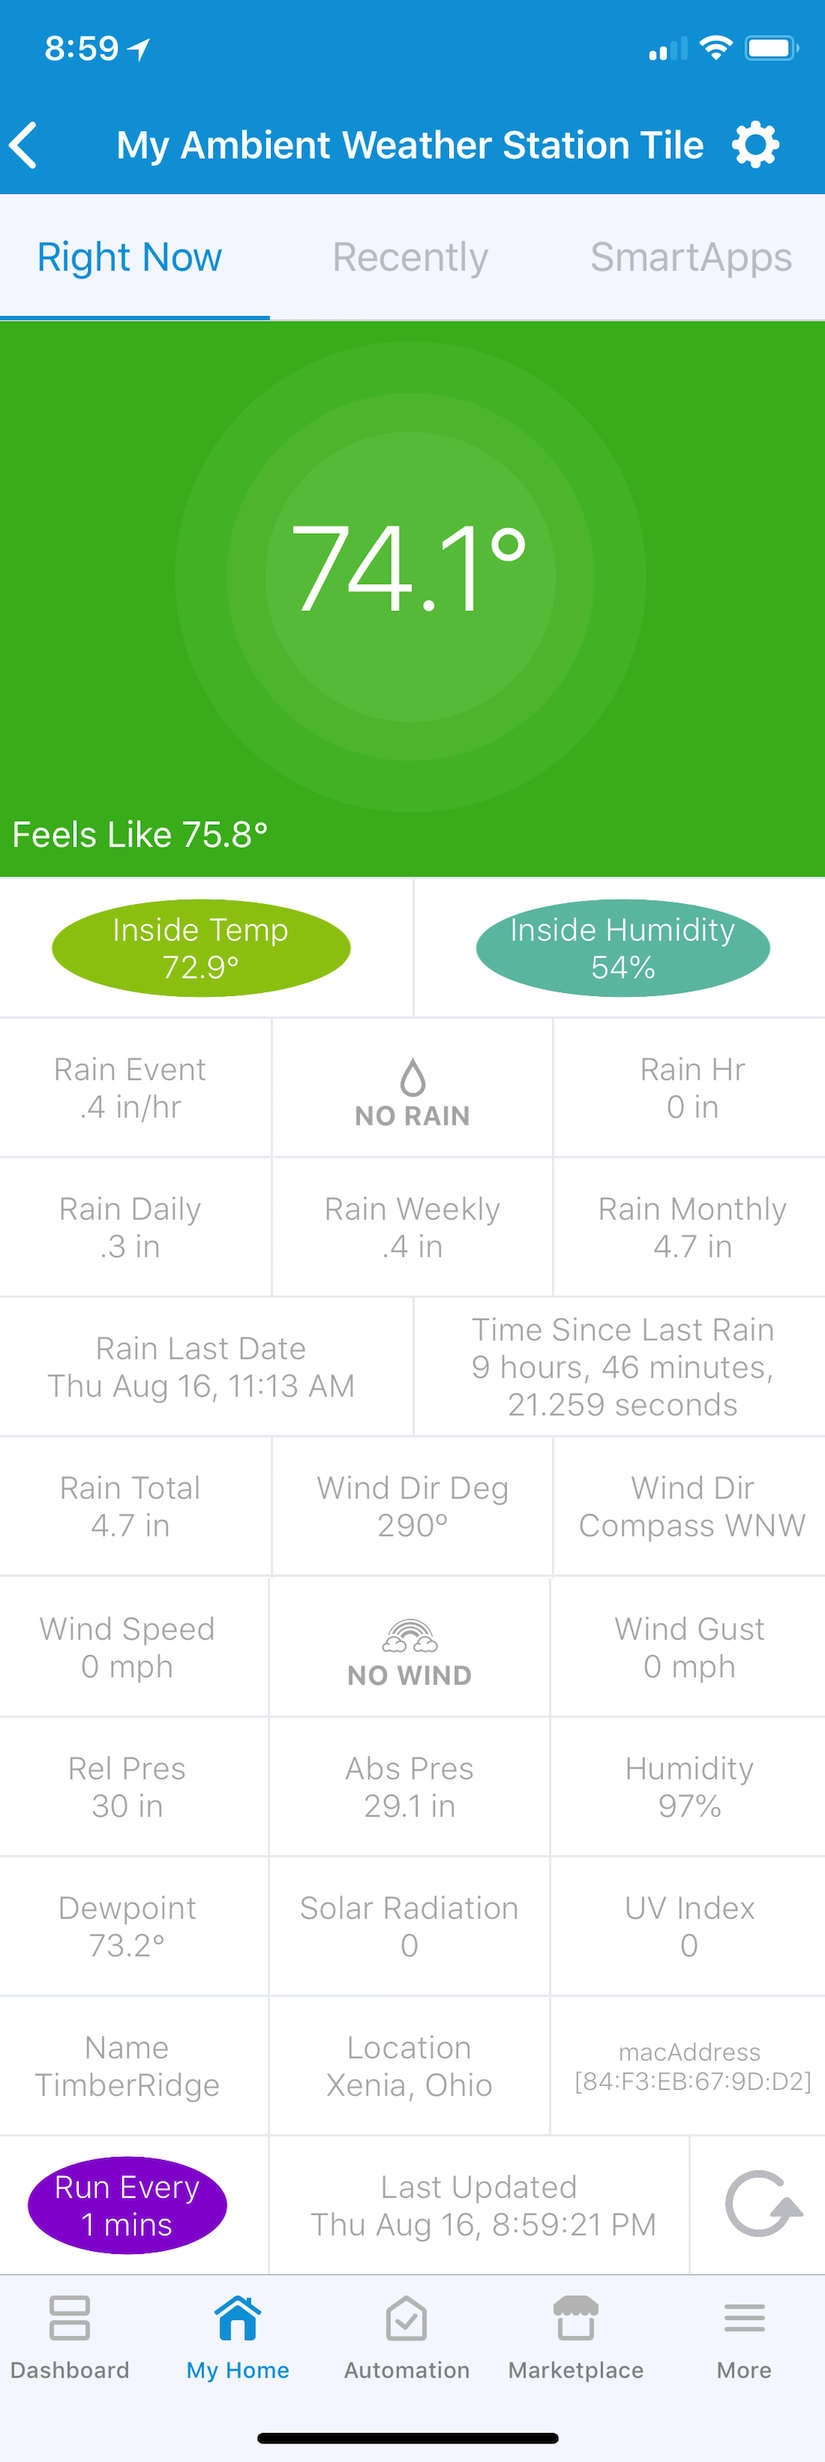 8:59
My Ambient Weather Station Tile
Right Now
Recently
SmartApps
74.1°
Feels Like 75.8°
Inside Temp
72.9°
Inside Humidity
54%
Rain Event
.4 in/hr
NO RAIN
Rain Hr
0 in
Rain Daily
.3 in
Rain Weekly
.4 in
Rain Monthly
4.7 in
Rain Last Date
Thu Aug 16, 11:13 AM
Time Since Last Rain
9 hours, 46 minutes,
21.259 seconds
Rain Total
4.7 in
Wind Dir Deg
290º
Wind Dir
Compass WNW
Wind Speed
0 mph
NO WIND
Wind Gust
0 mph
Rel Pres
30 in
Abs Pres
29.1 in
Humidity
97%
Dewpoint
73.2°
Solar Radiation
0
UV Index
0
Name
TimberRidge
Location
Xenia, Ohio
macAddress
[84:F3:EB:67:9D:D2]
Run Every
1 mins
Last Updated
Thu Aug 16, 8:59:21 PM
Dashboard
My Home
Automation
Marketplace
More